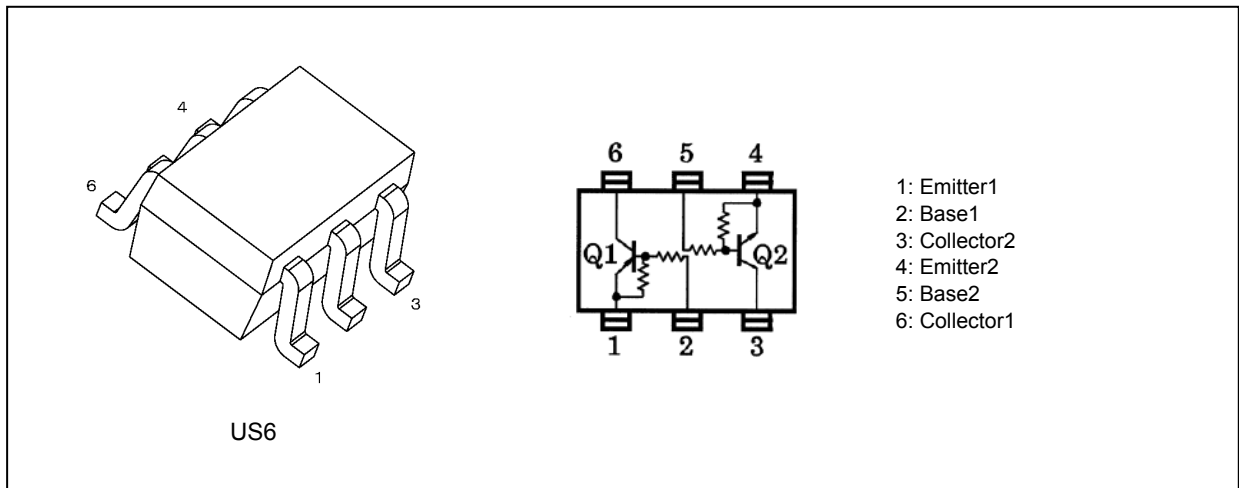 4
6
3
1
US6
6 5 4
Q1 Q2
1 2 3
1: Emitter1
2: Base1
3: Collector2
4: Emitter2
5: Base2
6: Collector1